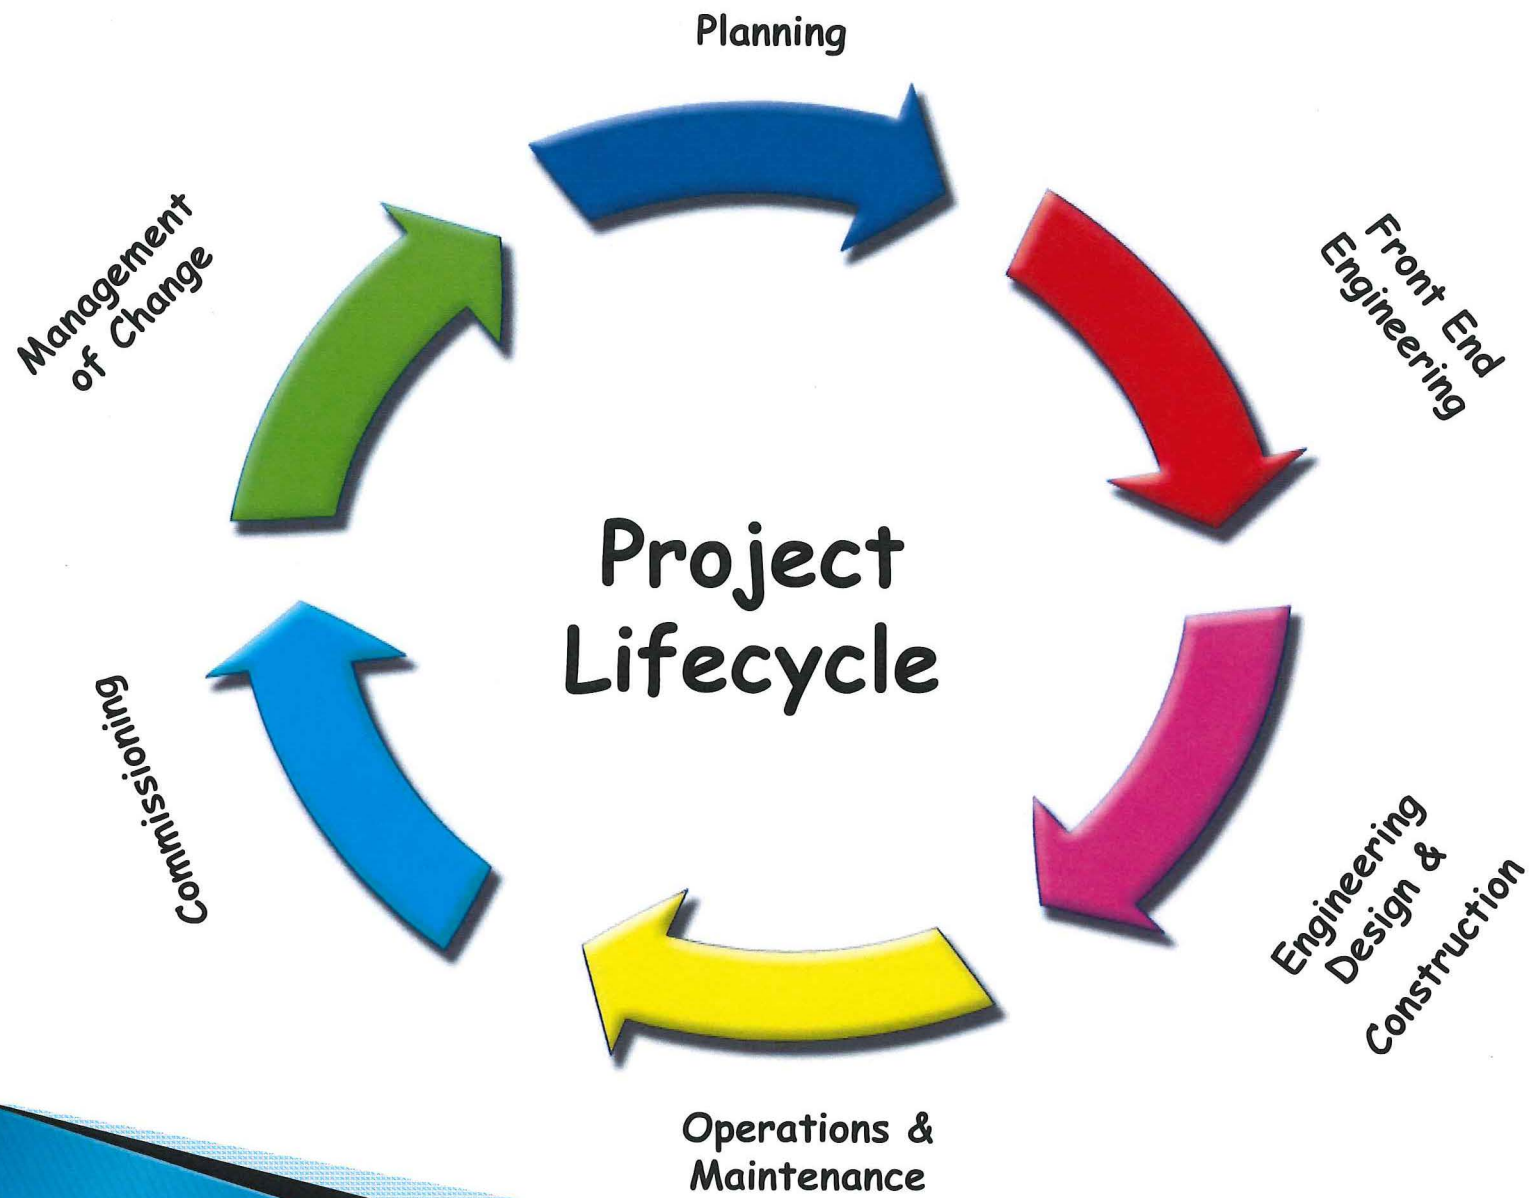 Planning
Front End
Engineering
Engineering
Design &
Construction
Operations &
Maintenance
Commissioning
Management
of Change
Project
Lifecycle